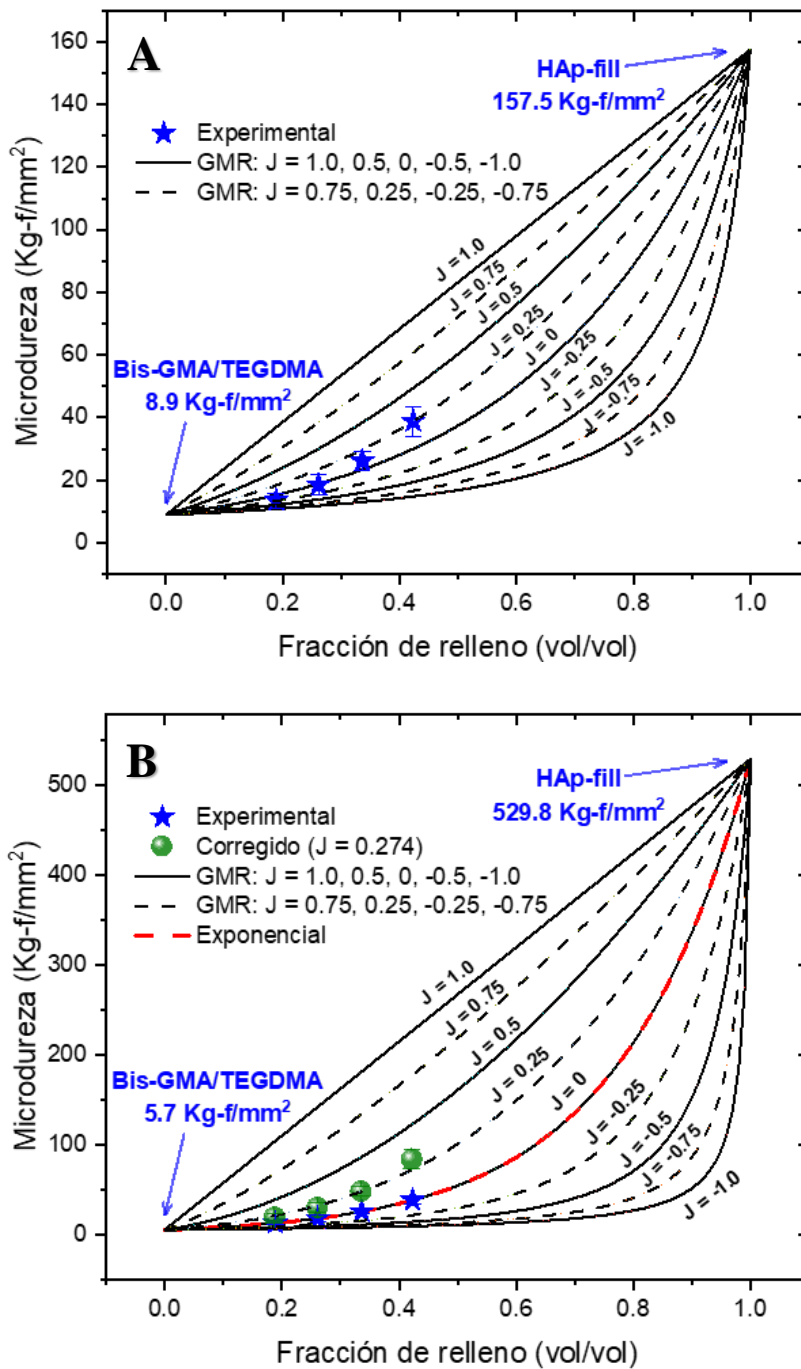 A
HAp-fill
157.5 Kg-f/mm²
Experimental
GMR: J = 1.0, 0.5, 0, -0.5, -1.0
GMR: J = 0.75, 0.25, -0.25, -0.75
J = 1.0
J = 0.75
J = 0.5
J = 0.25
J = 0
J = -0.25
J = -0.5
J = -0.75
J = -1.0
Bis-GMA/TEGDMA
8.9 Kg-f/mm²
Microdureza (Kg-f/mm²)
160
140
120
100
80
60
40
20
0
0.0 0.2 0.4 0.6 0.8 1.0
Fracción de relleno (vol/vol)
B
HAp-fill
529.8 Kg-f/mm²
Experimental
Corregido (J = 0.274)
GMR: J = 1.0, 0.5, 0, -0.5, -1.0
GMR: J = 0.75, 0.25, -0.25, -0.75
Exponencial
J = 1.0
J = 0.75
J = 0.5
J = 0.25
J = 0
J = -0.25
J = -0.5
J = -0.75
J = -1.0
Bis-GMA/TEGDMA
5.7 Kg-f/mm²
Microdureza (Kg-f/mm²)
500
400
300
200
100
0
0.0 0.2 0.4 0.6 0.8 1.0
Fracción de relleno (vol/vol)